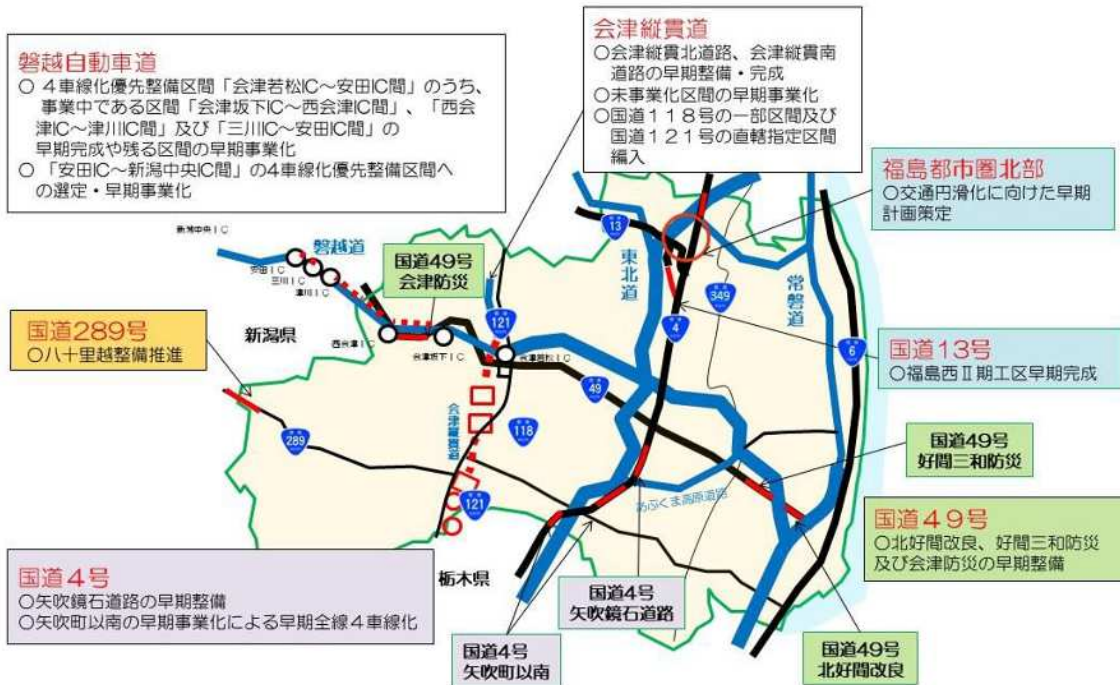 磐越自動車道
○ 4車線化優先整備区間「会津若松IC~安田IC間」のうち、
事業中である区間「会津坂下IC~西会津IC間」、「西会
津IC~津川IC間」及び「三川IC~安田IC間」の
早期完成や残る区間の早期事業化
○ 「安田IC~新潟中央IC間」の4車線化優先整備区間へ
の選定・早期事業化
会津縦貫道
○会津縦貫北道路、会津縦貫南
道路の早期整備・完成
○未事業化区間の早期事業化
○国道118号の一部区間及び
国道121号の直轄指定区間
編入
福島都市圏北部
○交通円滑化に向けた早期
計画策定
新潟中央IC
磐越道
安田IC
三川IC
津川IC
国道49号
会津防災
13
東北道
349
常磐道
4
6
121
新潟県
西会津IC
会津坂下IC
会津若松IC
国道289号
○八十里越整備推進
国道13号
○福島西Ⅱ期工区早期完成
49
会津縦貫道
118
289
121
国道49号
好間三和防災
あぶくま高原道路
国道49号
○北好間改良、好間三和防災
及び会津防災の早期整備
国道4号
○矢吹鏡石道路の早期整備
○矢吹町以南の早期事業化による早期全線4車線化
栃木県
国道4号
矢吹鏡石道路
国道4号
矢吹町以南
国道49号
北好間改良